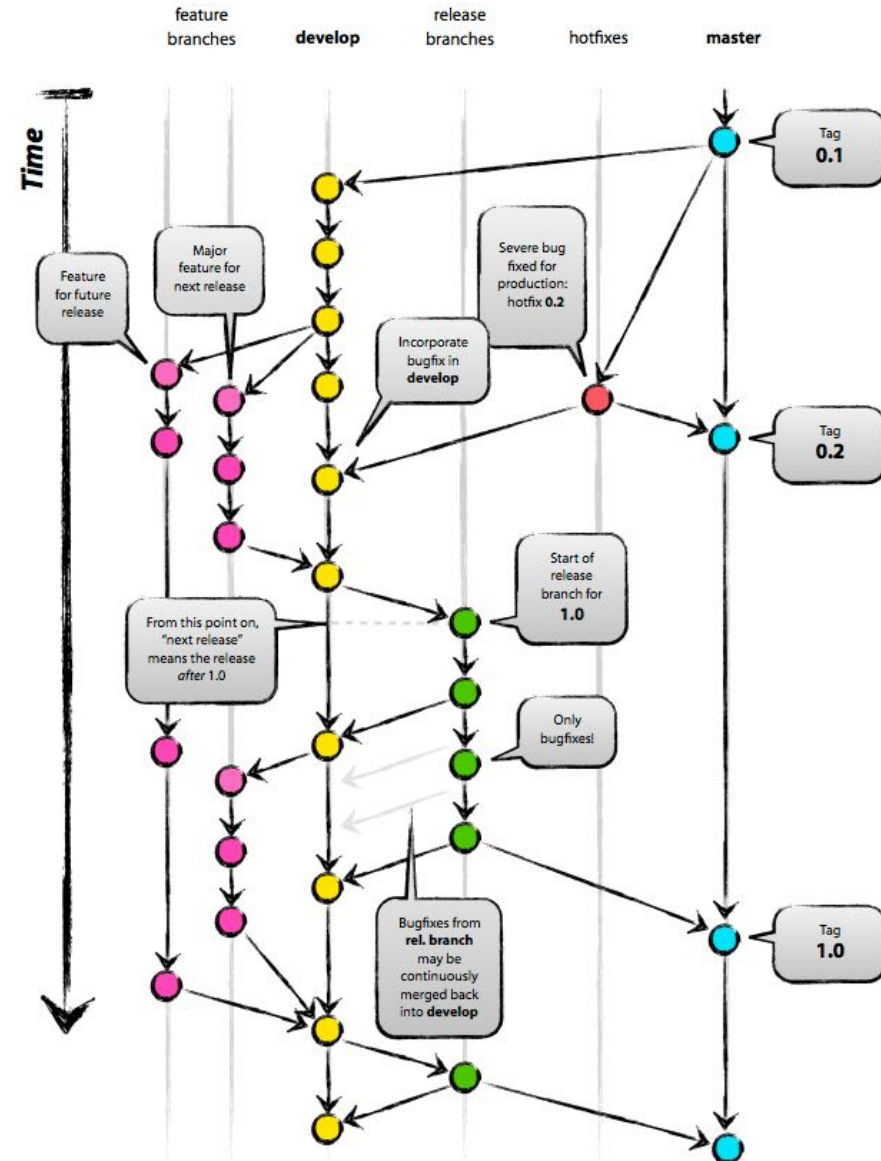 feature
branches
develop
release
branches
hotfixes
master
Time
Tag
0.1
Major
feature for
next release
Severe bug
fixed for
production:
hotfix 0.2
Feature
for future
release
Incorporate
bugfix in
develop
Tag
0.2
Start of
release
branch for
1.0
From this point on,
“next release”
means the release
after 1.0
Only
bugfixes!
Bugfixes from
rel. branch
may be
continuously
merged back
into develop
Tag
1.0